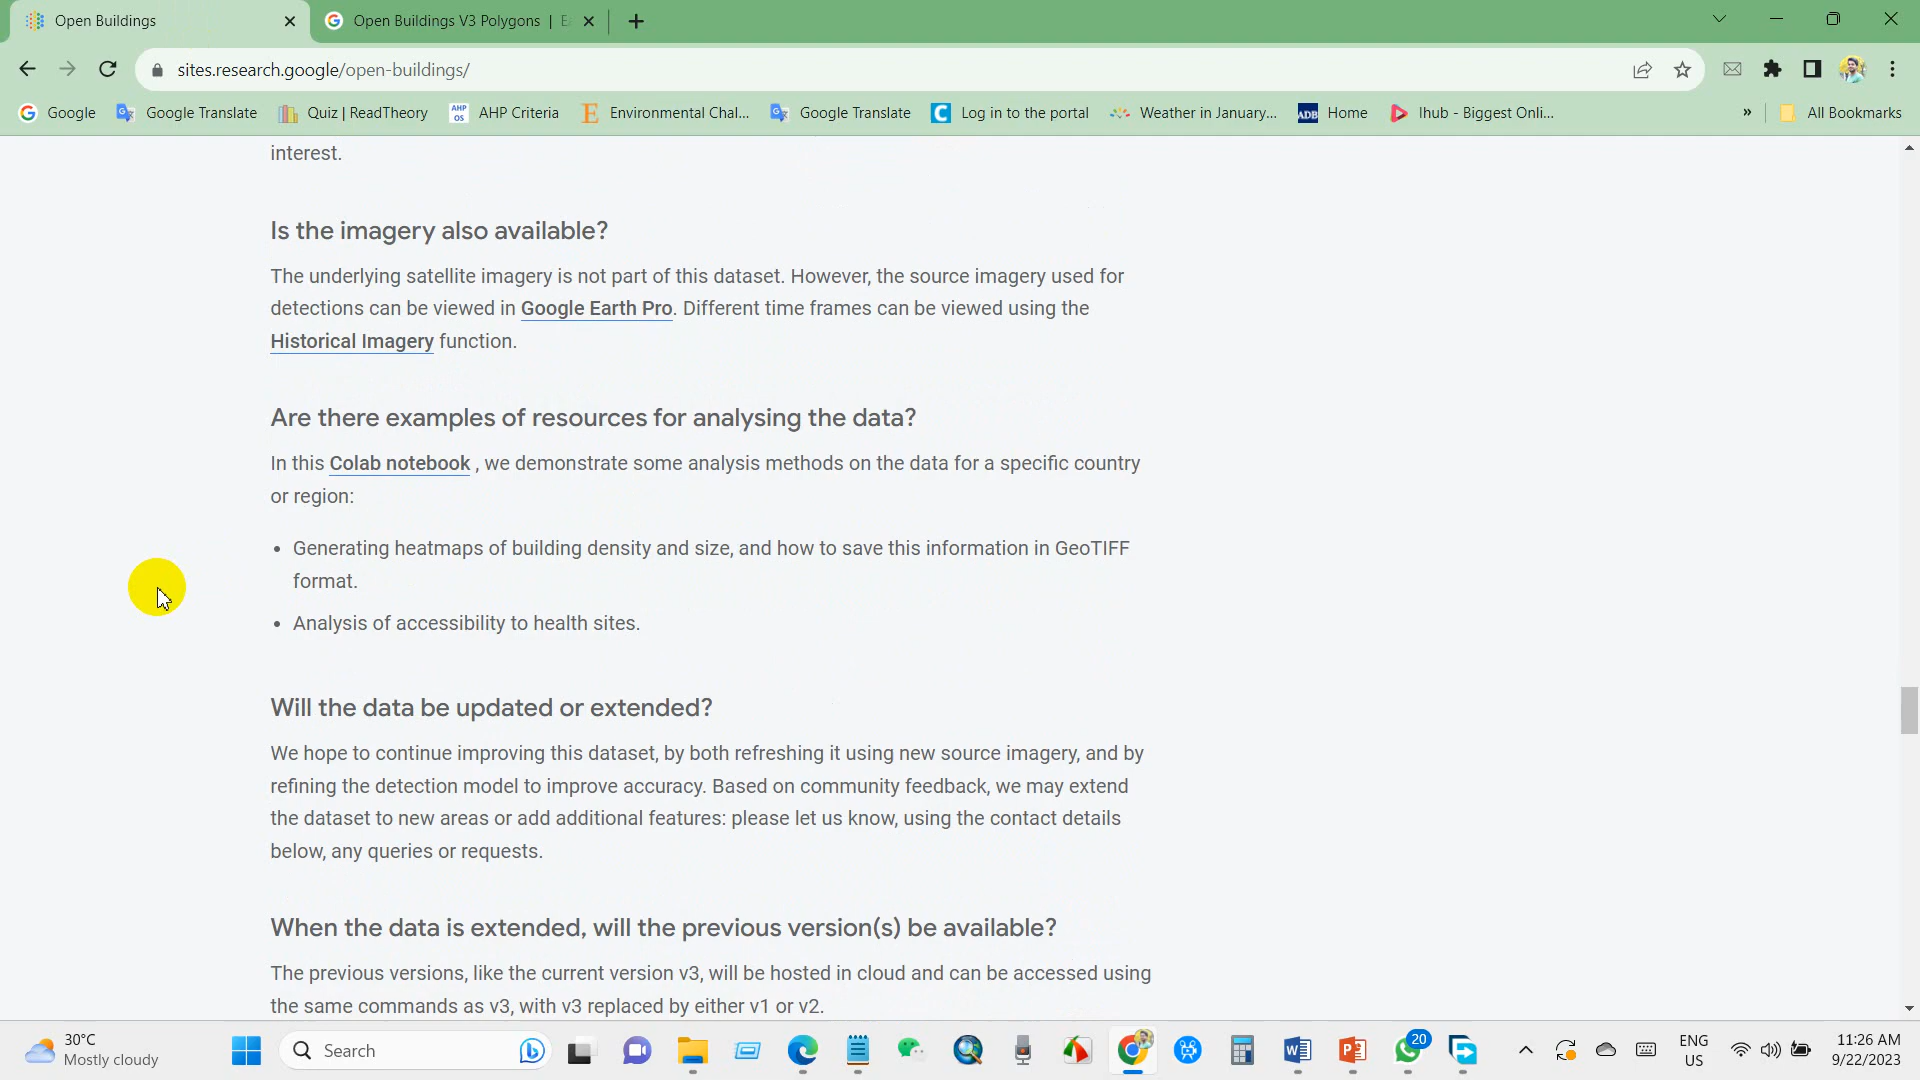 Open Buildings
Open Buildings V3 Polygons | E
sites.research.google/open-buildings/
Google
Google Translate
Quiz | ReadTheory
AHP Criteria
Environmental Chal...
Google Translate
Log in to the portal
Weather in January,...
Home
Ihub - Biggest Onli...
»
All Bookmarks
interest.
Is the imagery also available?
The underlying satellite imagery is not part of this dataset. However, the source imagery used for
detections can be viewed in Google Earth Pro. Different time frames can be viewed using the
Historical Imagery function.
Are there examples of resources for analysing the data?
In this Colab notebook , we demonstrate some analysis methods on the data for a specific country
or region:
• Generating heatmaps of building density and size, and how to save this information in GeoTIFF
format.
• Analysis of accessibility to health sites.
Will the data be updated or extended?
We hope to continue improving this dataset, by both refreshing it using new source imagery, and by
refining the detection model to improve accuracy. Based on community feedback, we may extend
the dataset to new areas or add additional features: please let us know, using the contact details
below, any queries or requests.
When the data is extended, will the previous version(s) be available?
The previous versions, like the current version v3, will be hosted in cloud and can be accessed using
the same commands as v3, with v3 replaced by either v1 or v2.
30°C
Mostly cloudy
Search
20
ENG
US
11:26 AM
9/22/2023